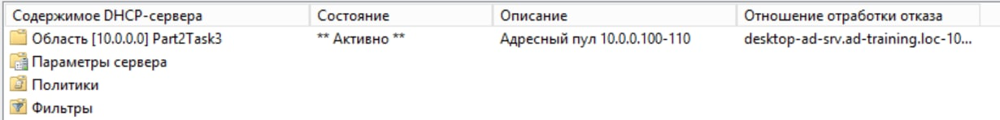 Содержимое DHCP-сервера Состояние Описание Отношение отработки отказа
Область [10.0.0.0] Part2Task3 ** Активно ** Адресный пул 10.0.0.100-110 desktop-ad-srv.ad-training.loc-10...
Параметры сервера
Политики
Фильтры